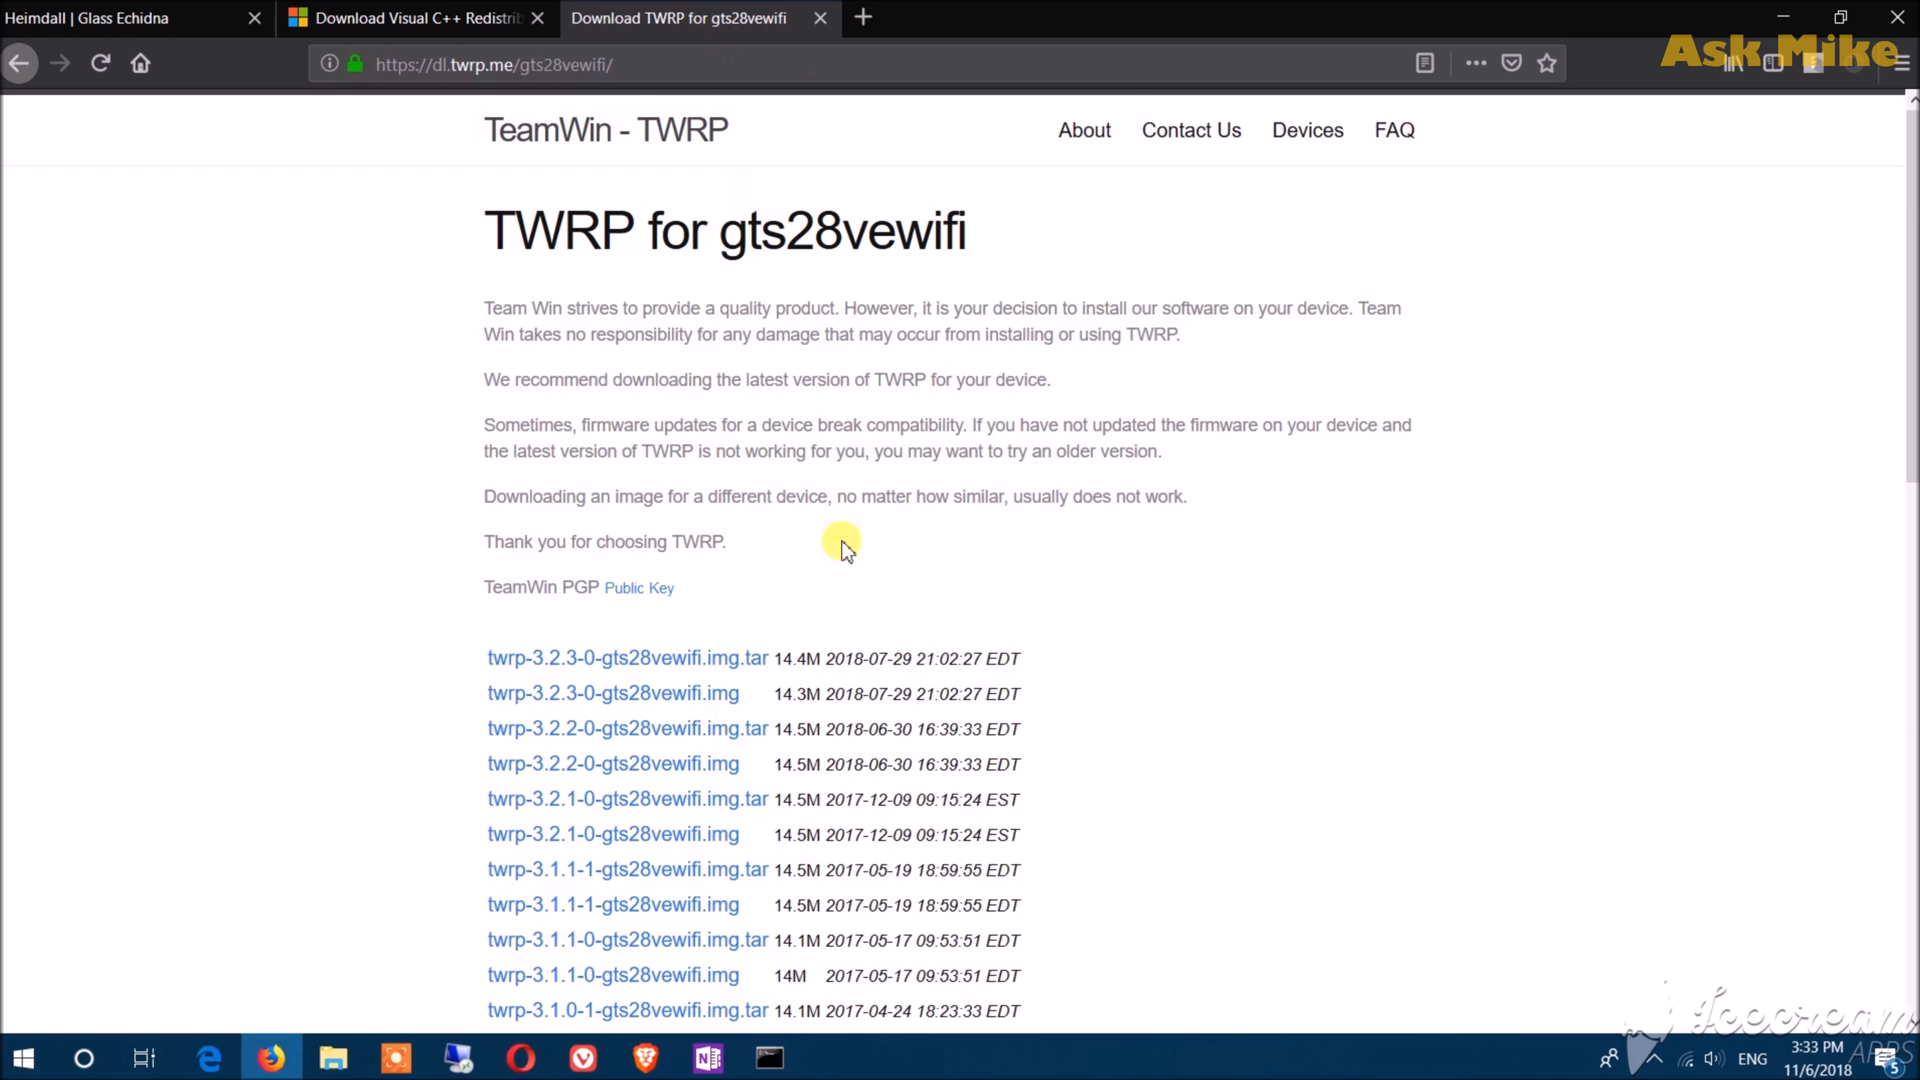 Heimdall | Glass Echidna
Download Visual C++ Redistrib
Download TWRP for gts28vewifi
Ask Mike
https://dl.twrp.me/gts28vewifi/
TeamWin - TWRP
About Contact Us Devices FAQ
TWRP for gts28vewifi
Team Win strives to provide a quality product. However, it is your decision to install our software on your device. Team
Win takes no responsibility for any damage that may occur from installing or using TWRP.
We recommend downloading the latest version of TWRP for your device.
Sometimes, firmware updates for a device break compatibility. If you have not updated the firmware on your device and
the latest version of TWRP is not working for you, you may want to try an older version.
Downloading an image for a different device, no matter how similar, usually does not work.
Thank you for choosing TWRP.
TeamWin PGP Public Key
twrp-3.2.3-0-gts28vewifi.img.tar 14.4M 2018-07-29 21:02:27 EDT
twrp-3.2.3-0-gts28vewifi.img 14.3M 2018-07-29 21:02:27 EDT
twrp-3.2.2-0-gts28vewifi.img.tar 14.5M 2018-06-30 16:39:33 EDT
twrp-3.2.2-0-gts28vewifi.img 14.5M 2018-06-30 16:39:33 EDT
twrp-3.2.1-0-gts28vewifi.img.tar 14.5M 2017-12-09 09:15:24 EST
twrp-3.2.1-0-gts28vewifi.img 14.5M 2017-12-09 09:15:24 EST
twrp-3.1.1-1-gts28vewifi.img.tar 14.5M 2017-05-19 18:59:55 EDT
twrp-3.1.1-1-gts28vewifi.img 14.5M 2017-05-19 18:59:55 EDT
twrp-3.1.1-0-gts28vewifi.img.tar 14.1M 2017-05-17 09:53:51 EDT
twrp-3.1.1-0-gts28vewifi.img 14M 2017-05-17 09:53:51 EDT
twrp-3.1.0-1-gts28vewifi.img.tar 14.1M 2017-04-24 18:23:33 EDT
Icecream
APPS
ENG
3:33 PM
11/6/2018
5